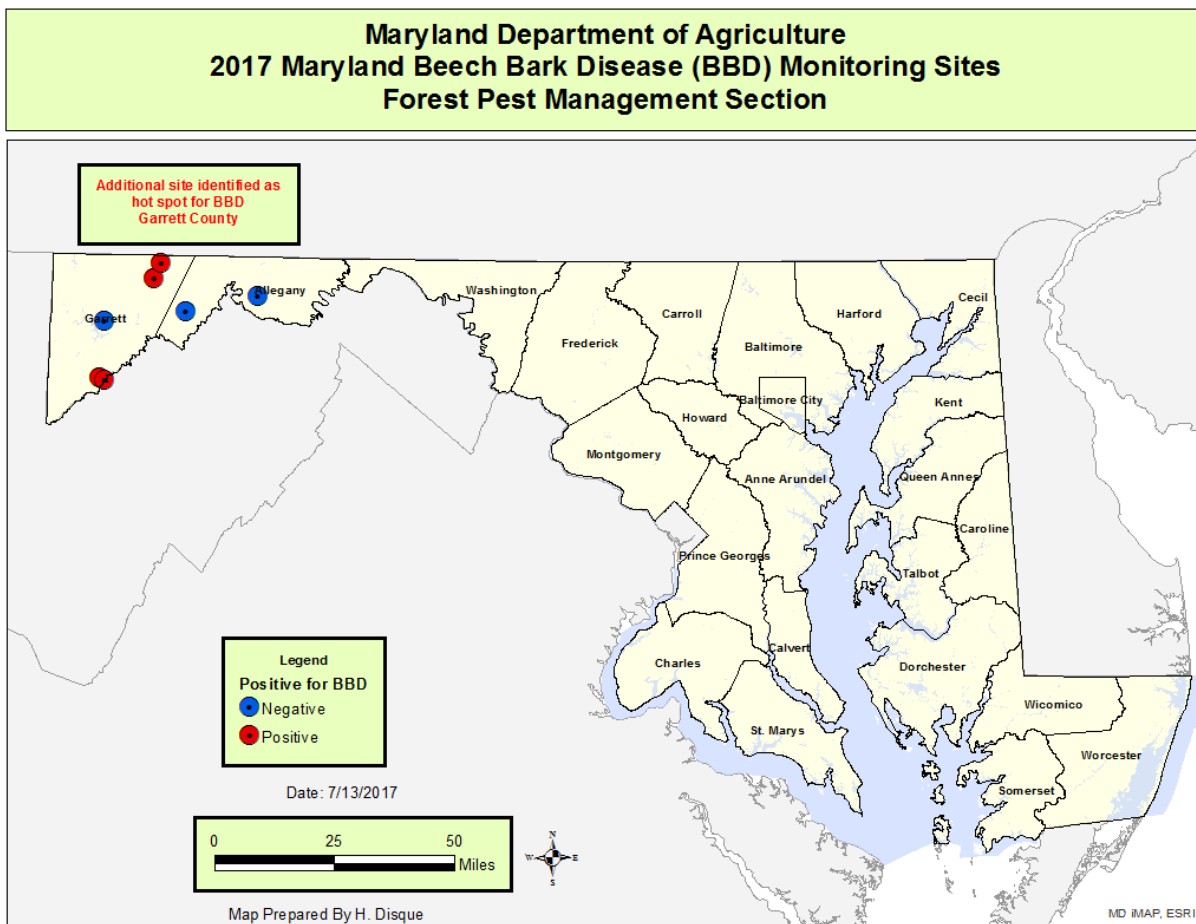 Maryland Department of Agriculture
2017 Maryland Beech Bark Disease (BBD) Monitoring Sites
Forest Pest Management Section
Additional site identified as
hot spot for BBD
Garrett County
Garrett
Allegany
Washington
Frederick
Carroll
Baltimore
Harford
Cecil
Baltimore City
Howard
Kent
Montgomery
Anne Arundel
Queen Annes
Caroline
Prince Georges
Talbot
Calvert
Charles
Dorchester
St. Marys
Wicomico
Worcester
Somerset
Legend
Positive for BBD
Negative
Positive
Date: 7/13/2017
0 25 50
Miles
N
W E
S
Map Prepared By H. Disque
MD iMAP, ESRI